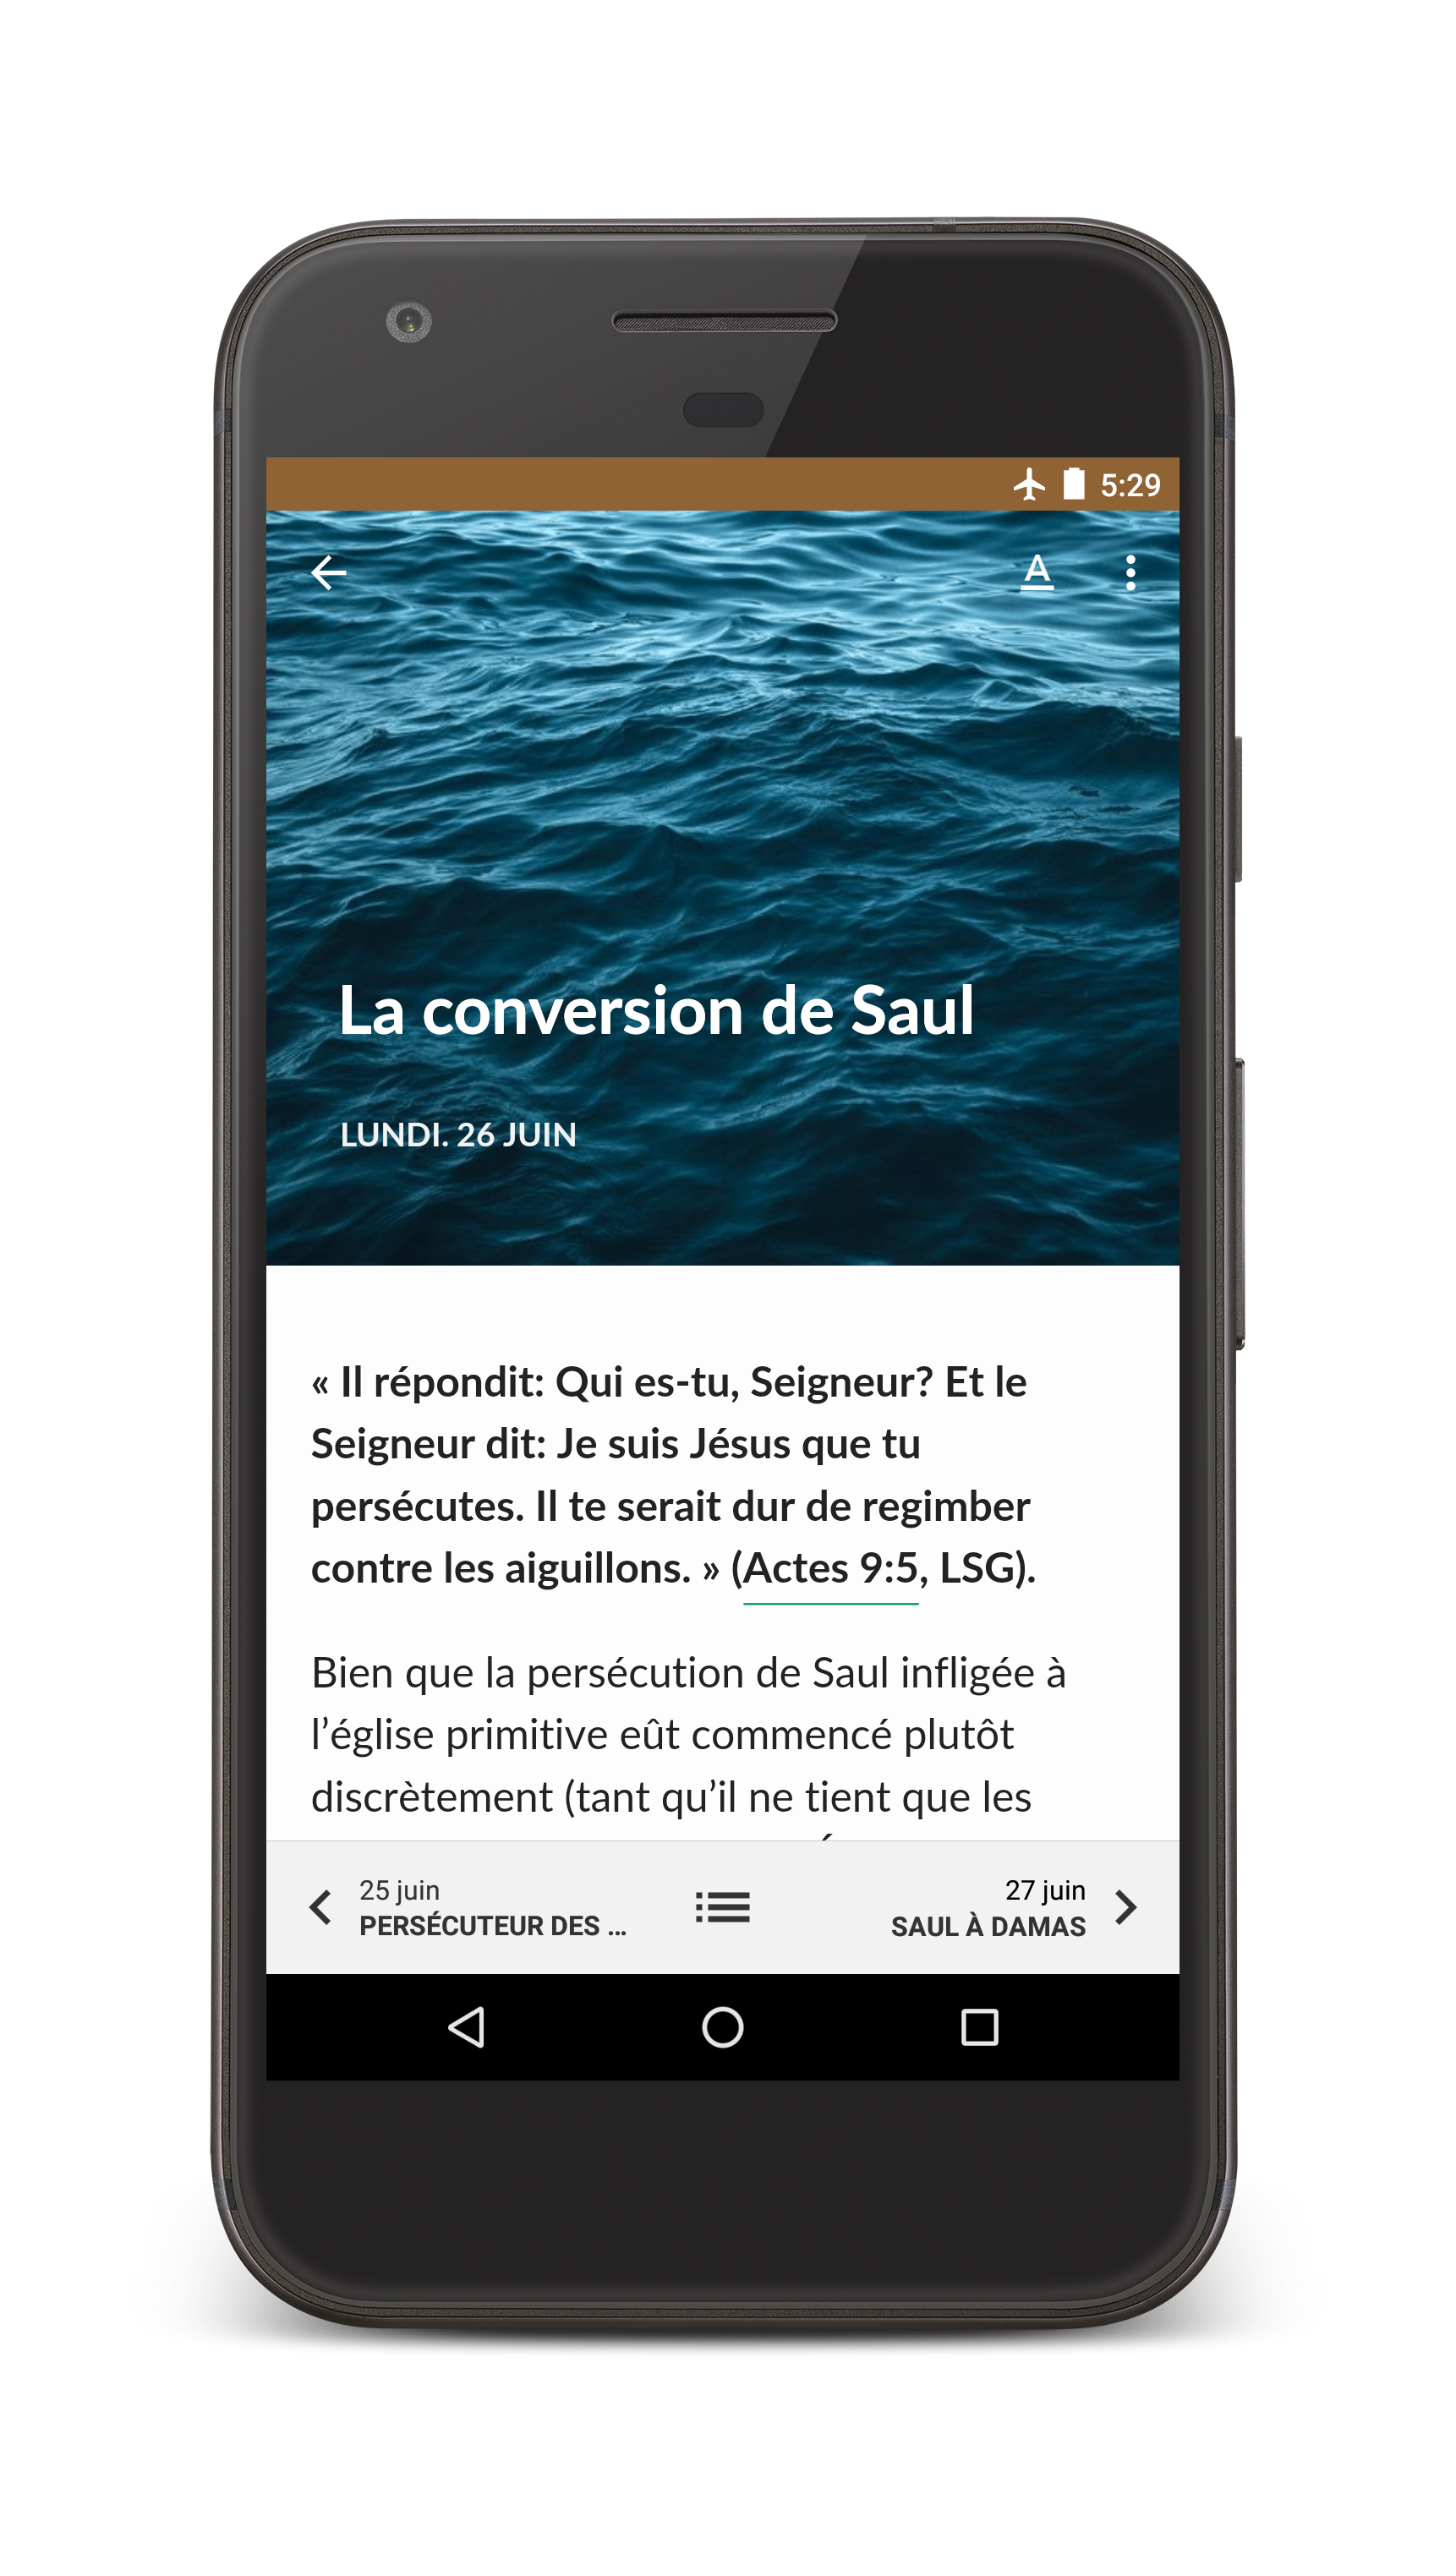 5:29
A
La conversion de Saul
LUNDI. 26 JUIN
« Il répondit: Qui es-tu, Seigneur? Et le
Seigneur dit: Je suis Jésus que tu
persécutes. Il te serait dur de regimber
contre les aiguillons. » (Actes 9:5, LSG).
Bien que la persécution de Saul infligée à
l’église primitive eût commencé plutôt
discrètement (tant qu’il ne tient que les
25 juin
PERSÉCUTEUR DES ...
27 juin
SAUL À DAMAS